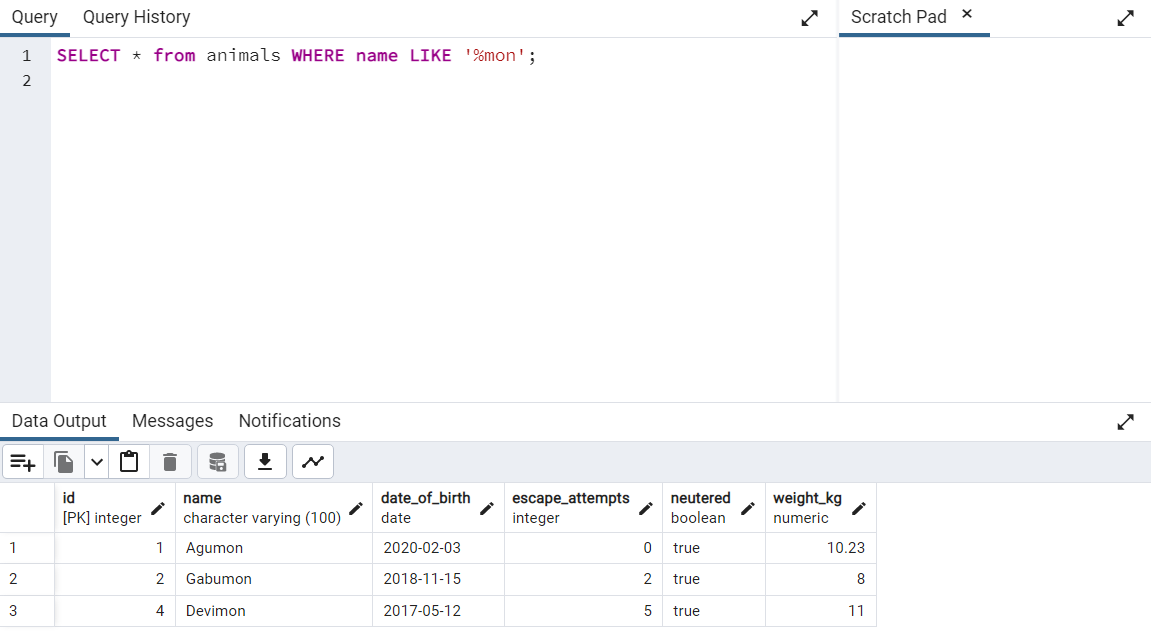 Query Query History
Scratch Pad ×
1 SELECT * from animals WHERE name LIKE '%mon';
2
Data Output Messages Notifications
id name date_of_birth escape_attempts neutered weight_kg
[PK] integer character varying (100) date integer boolean numeric
1 1 Agumon 2020-02-03 0 true 10.23
2 2 Gabumon 2018-11-15 2 true 8
3 4 Devimon 2017-05-12 5 true 11